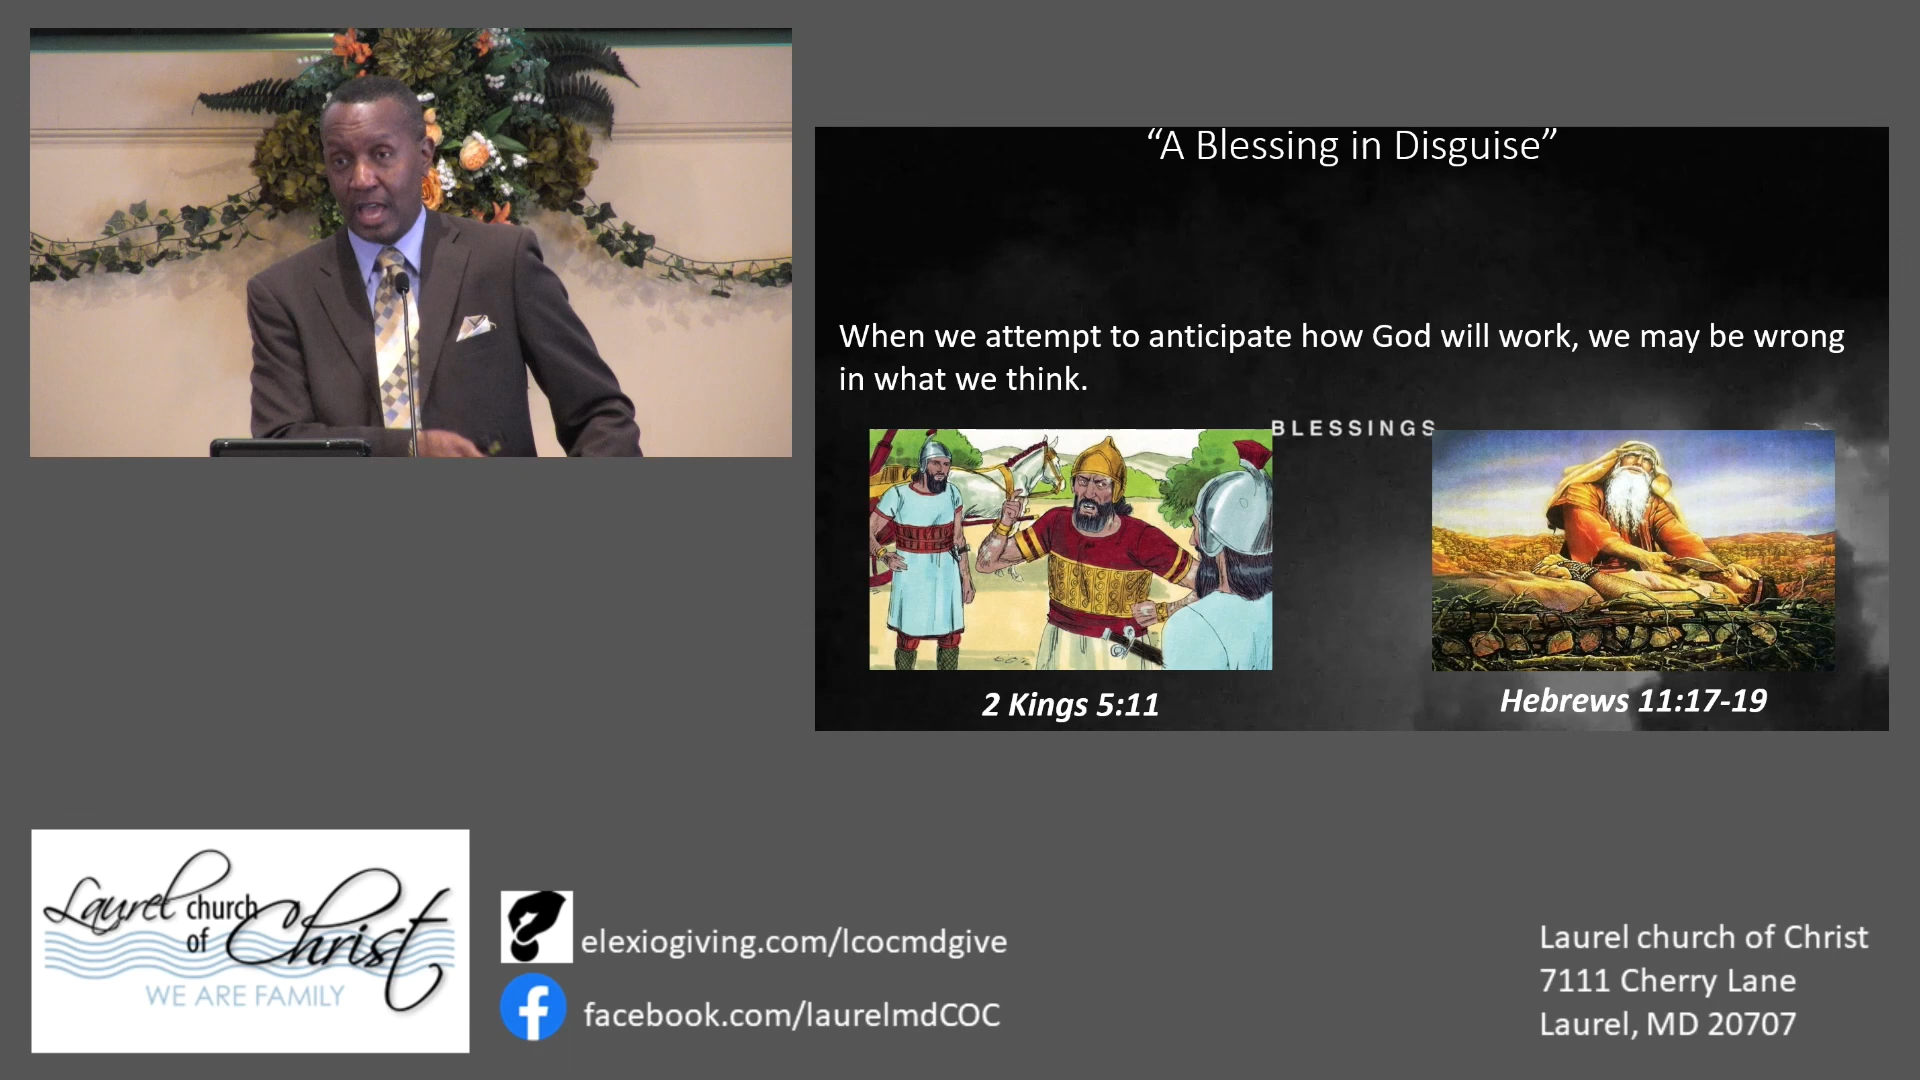 “A Blessing in Disguise”
When we attempt to anticipate how God will work, we may be wrong
in what we think.
BLESSINGS
2 Kings 5:11
Hebrews 11:17-19
Laurel church
of Christ
WE ARE FAMILY
elexiogiving.com/lcocmdgive
facebook.com/laurelmdCOC
Laurel church of Christ
7111 Cherry Lane
Laurel, MD 20707